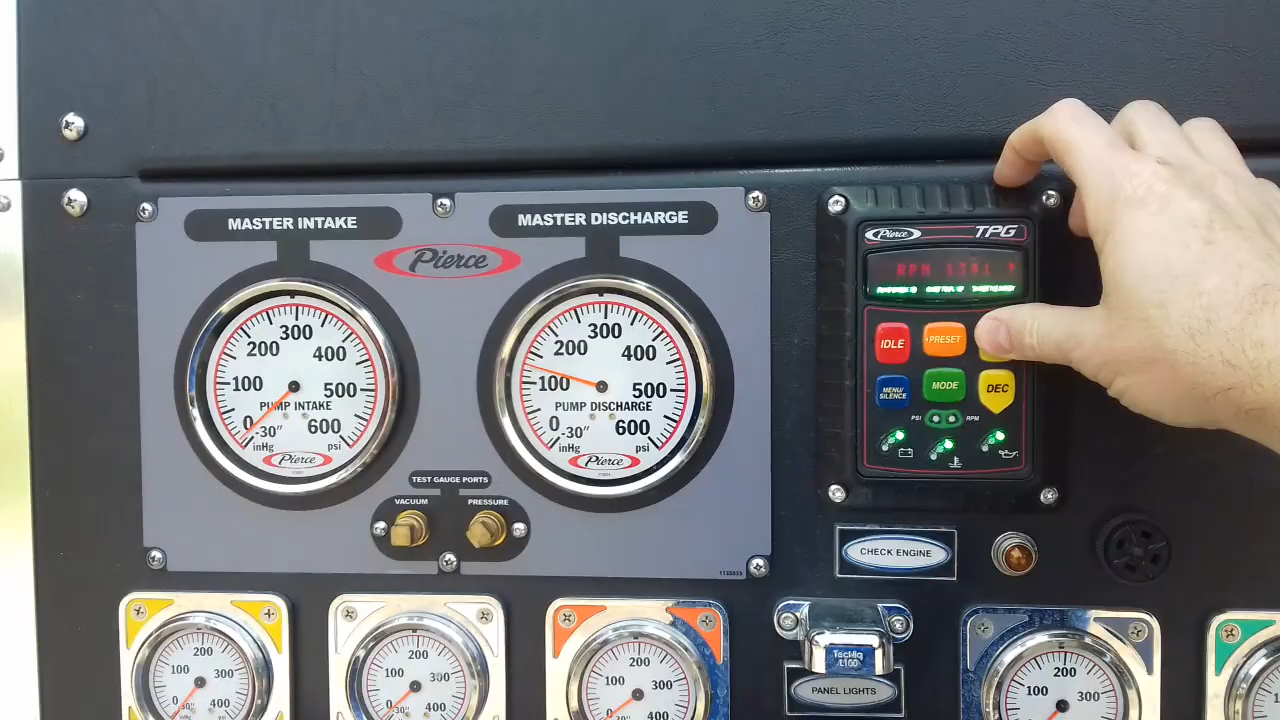 MASTER INTAKE
MASTER DISCHARGE
Pierce
Pierce TPG
RPM
IDLE
PRESET
MENU/
SILENCE
MODE
DEC
PSI
RPM
0 100 200 300 400 500 600
PUMP INTAKE
-30"
inHg
psi
Pierce
0 100 200 300 400 500 600
PUMP DISCHARGE
-30"
inHg
psi
Pierce
TEST GAUGE PORTS
VACUUM
PRESSURE
CHECK ENGINE
PANEL LIGHTS
0 100 200 300 400
0 100 200 300 400
0 100 200 300 400
100 200 300